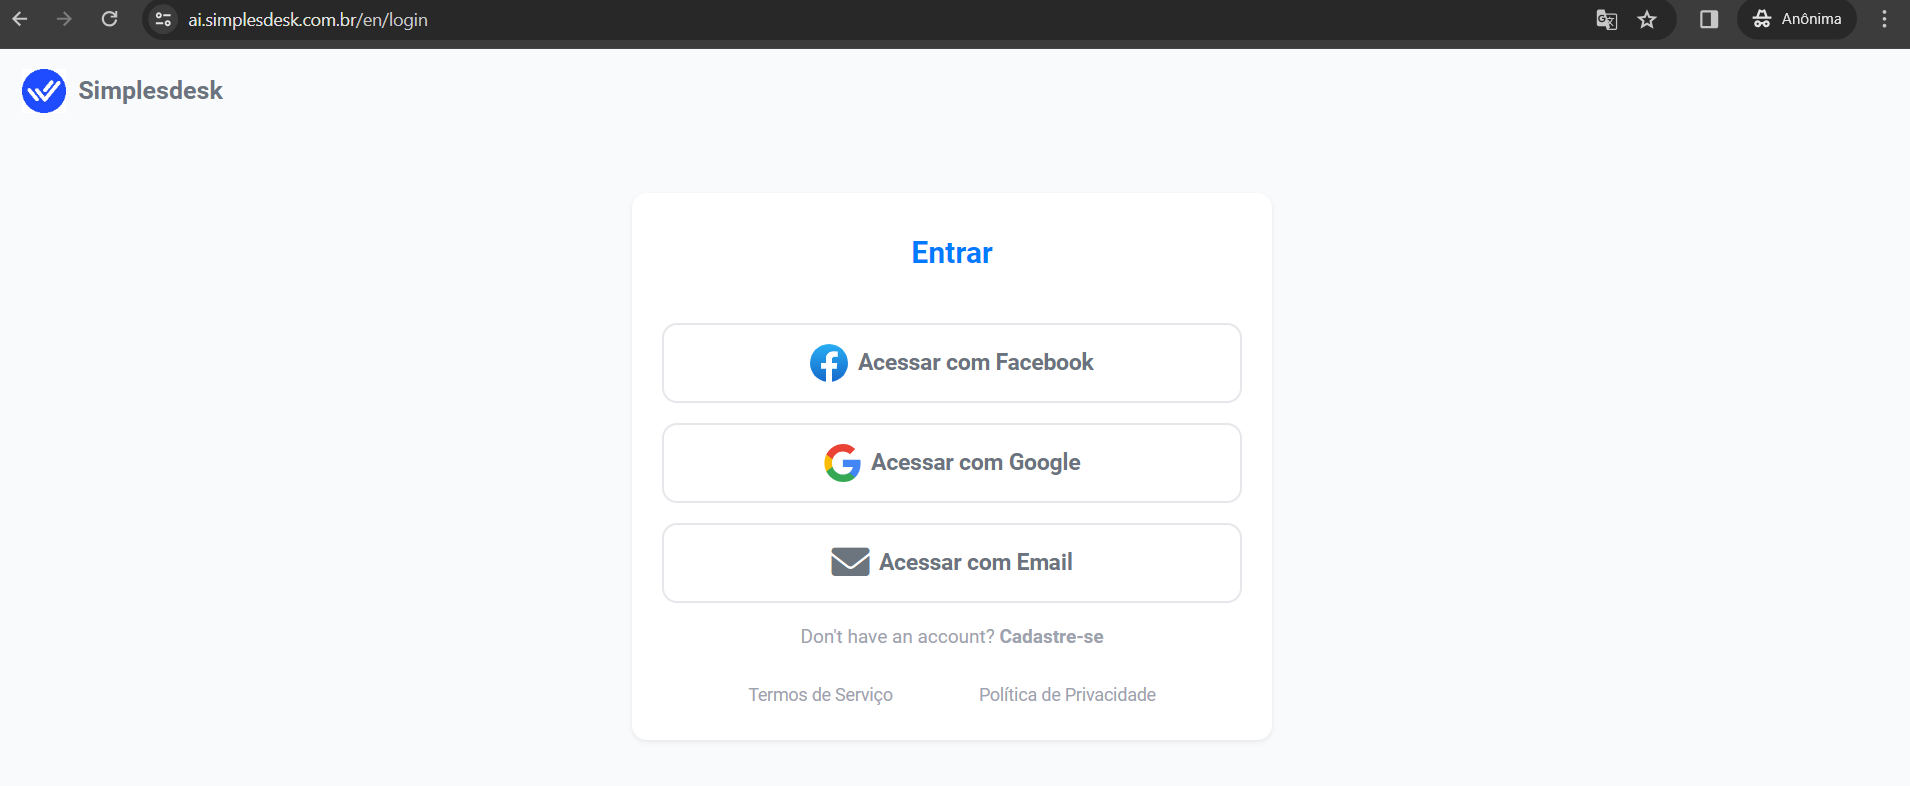 ai.simplesdesk.com.br/en/login
Anônima
Simplesdesk
Entrar
Acessar com Facebook
Acessar com Google
Acessar com Email
Don't have an account? Cadastre-se
Termos de Serviço
Política de Privacidade